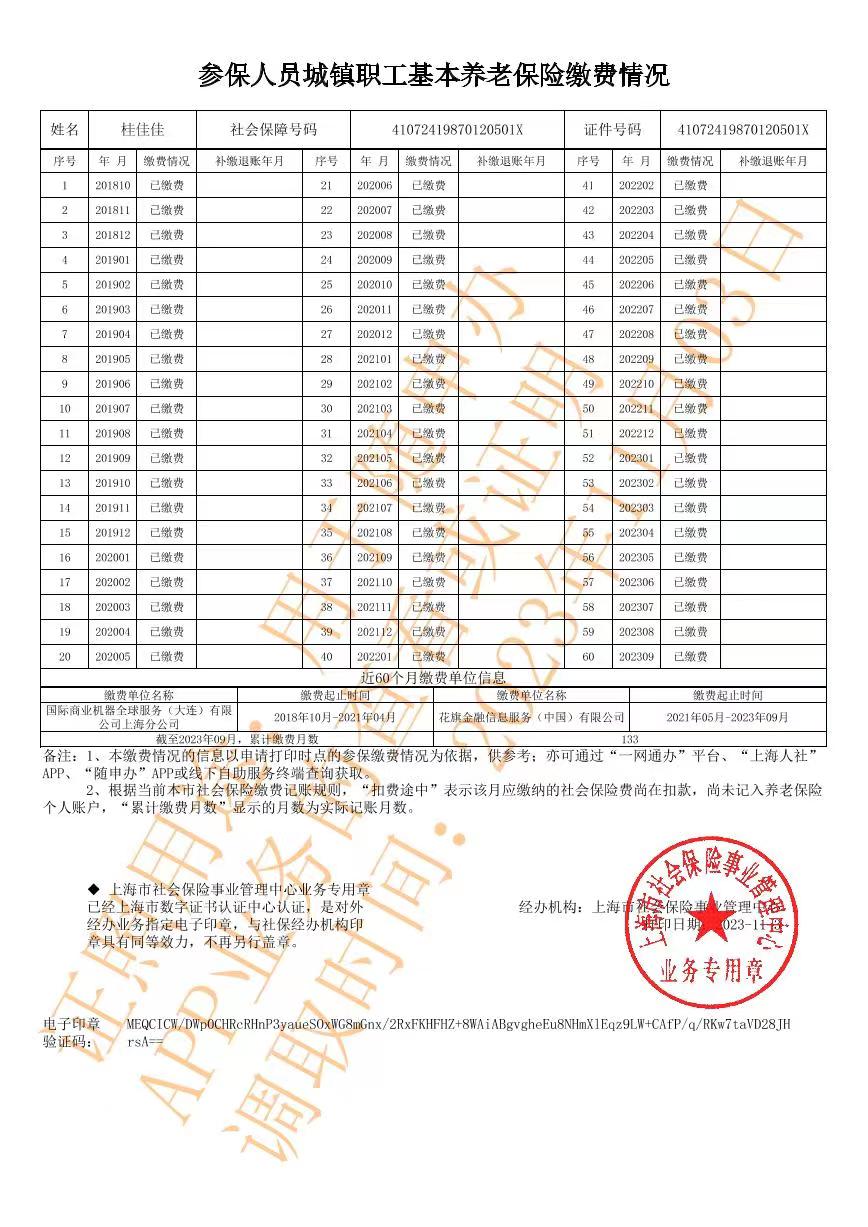 参保人员城镇职工基本养老保险缴费情况
姓名 桂佳佳 社会保障号码 41072419870120501X 证件号码 41072419870120501X
序号 年 月 缴费情况 补缴退账年月 序号 年 月 缴费情况 补缴退账年月 序号 年 月 缴费情况 补缴退账年月
1 201810 已缴费 21 202006 已缴费 41 202202 已缴费
2 201811 已缴费 22 202007 已缴费 42 202203 已缴费
3 201812 已缴费 23 202008 已缴费 43 202204 已缴费
4 201901 已缴费 24 202009 已缴费 44 202205 已缴费
5 201902 已缴费 25 202010 已缴费 45 202206 已缴费
6 201903 已缴费 26 202011 已缴费 46 202207 已缴费
7 201904 已缴费 27 202012 已缴费 47 202208 已缴费
8 201905 已缴费 28 202101 已缴费 48 202209 已缴费
9 201906 已缴费 29 202102 已缴费 49 202210 已缴费
10 201907 已缴费 30 202103 已缴费 50 202211 已缴费
11 201908 已缴费 31 202104 已缴费 51 202212 已缴费
12 201909 已缴费 32 202105 已缴费 52 202301 已缴费
13 201910 已缴费 33 202106 已缴费 53 202302 已缴费
14 201911 已缴费 34 202107 已缴费 54 202303 已缴费
15 201912 已缴费 35 202108 已缴费 55 202304 已缴费
16 202001 已缴费 36 202109 已缴费 56 202305 已缴费
17 202002 已缴费 37 202110 已缴费 57 202306 已缴费
18 202003 已缴费 38 202111 已缴费 58 202307 已缴费
19 202004 已缴费 39 202112 已缴费 59 202308 已缴费
20 202005 已缴费 40 202201 已缴费 60 202309 已缴费
近60个月缴费单位信息
缴费单位名称 缴费起止时间 缴费单位名称 缴费起止时间
国际商业机器全球服务（大连）有限
公司上海分公司 2018年10月-2021年04月 花旗金融信息服务（中国）有限公司 2021年05月-2023年09月
截至2023年09月，累计缴费月数 133
备注：1、本缴费情况的信息以申请打印时点的参保缴费情况为依据，供参考；亦可通过“一网通办”平台、“上海人社”
APP、“随申办”APP或线下自助服务终端查询获取。
2、根据当前本市社会保险缴费记账规则，“扣费途中”表示该月应缴纳的社会保险费尚在扣款，尚未记入养老保险
个人账户，“累计缴费月数”显示的月数为实际记账月数。
◆ 上海市社会保险事业管理中心业务专用章
已经上海市数字证书认证中心认证，是对外
经办业务指定电子印章，与社保经办机构印
章具有同等效力，不再另行盖章。
经办机构：上海市社会保险事业管理中心
打印日期：2023-11-
上海市社会保险事业管理中心
业务专用章
电子印章 MEQCICW/DWpOCHRcRHnP3yaueSOxWG8mGnx/2RxFKHFHZ+8WAiABgvgheEu8NHmXlEqz9LW+CAfP/q/RKw7taVD28JH
验证码： rsA==
证照用途：用于随申办
APP业务的查看或证明
调取时间：2023年11月03日